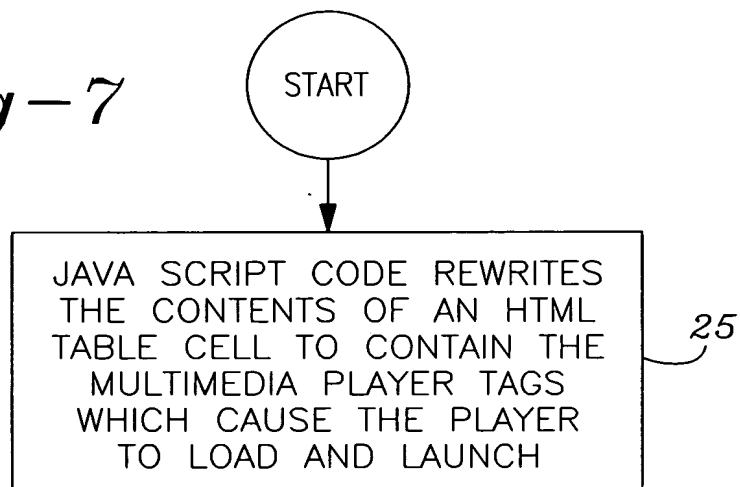 g-7
START
JAVA SCRIPT CODE REWRITES
THE CONTENTS OF AN HTML
TABLE CELL TO CONTAIN THE
MULTIMEDIA PLAYER TAGS
WHICH CAUSE THE PLAYER
TO LOAD AND LAUNCH
25